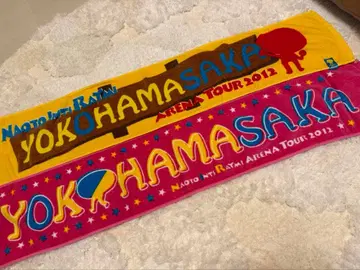 NAOTO INTI RAYMI
YOKOHAMASAKA
ARENA TOUR 2012
YOKOHAMASAKA
NAOTO INTI RAYMI ARENA TOUR 2012